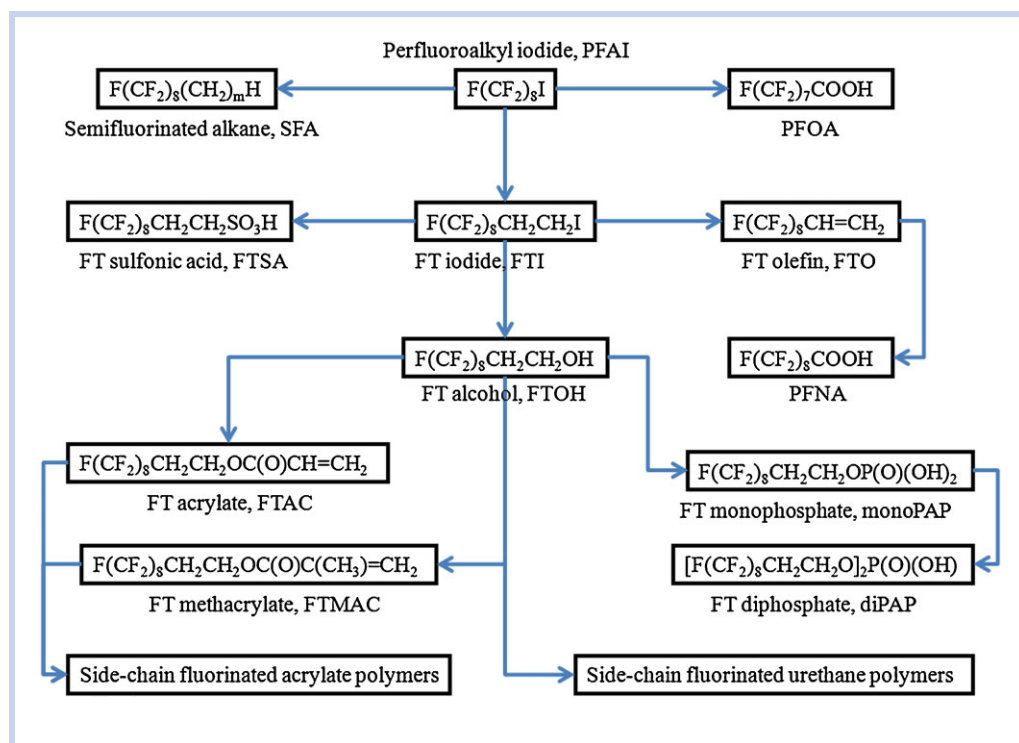 Perfluoroalkyl iodide, PFAI
F(CF₂)₈(CH₂)ₘH
F(CF₂)₈I
F(CF₂)₇COOH
Semifluorinated alkane, SFA
PFOA
F(CF₂)₈CH₂CH₂SO₃H
F(CF₂)₈CH₂CH₂I
F(CF₂)₈CH=CH₂
FT sulfonic acid, FTSA
FT iodide, FTI
FT olefin, FTO
F(CF₂)₈CH₂CH₂OH
F(CF₂)₈COOH
FT alcohol, FTOH
PFNA
F(CF₂)₈CH₂CH₂OC(O)CH=CH₂
F(CF₂)₈CH₂CH₂OP(O)(OH)₂
FT acrylate, FTAC
FT monophosphate, monoPAP
F(CF₂)₈CH₂CH₂OC(O)C(CH₃)=CH₂
[F(CF₂)₈CH₂CH₂O]₂P(O)(OH)
FT methacrylate, FTMAC
FT diphosphate, diPAP
Side-chain fluorinated acrylate polymers
Side-chain fluorinated urethane polymers